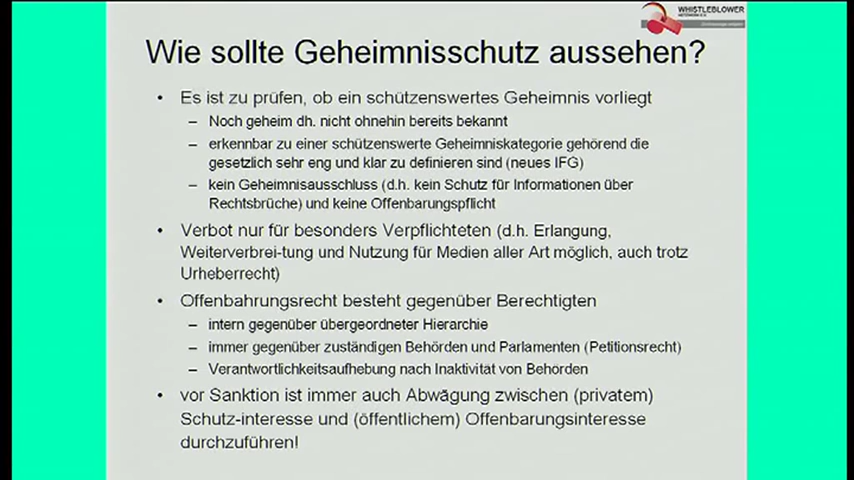 WHISTLEBLOWER
NETZWERK E.V.
Wie sollte Geheimnisschutz aussehen?
• Es ist zu prüfen, ob ein schützenswertes Geheimnis vorliegt
– Noch geheim dh. nicht ohnehin bereits bekannt
– erkennbar zu einer schützenswerte Geheimniskategorie gehörend die
gesetzlich sehr eng und klar zu definieren sind (neues IFG)
– kein Geheimnisausschluss (d.h. kein Schutz für Informationen über
Rechtsbrüche) und keine Offenbarungspflicht
• Verbot nur für besonders Verpflichteten (d.h. Erlangung,
Weiterverbrei-tung und Nutzung für Medien aller Art möglich, auch trotz
Urheberrecht)
• Offenbahrungsrecht besteht gegenüber Berechtigten
– intern gegenüber übergeordneter Hierarchie
– immer gegenüber zuständigen Behörden und Parlamenten (Petitionsrecht)
– Verantwortlichkeitsaufhebung nach Inaktivität von Behörden
• vor Sanktion ist immer auch Abwägung zwischen (privatem)
Schutz-interesse und (öffentlichem) Offenbarungsinteresse
durchzuführen!